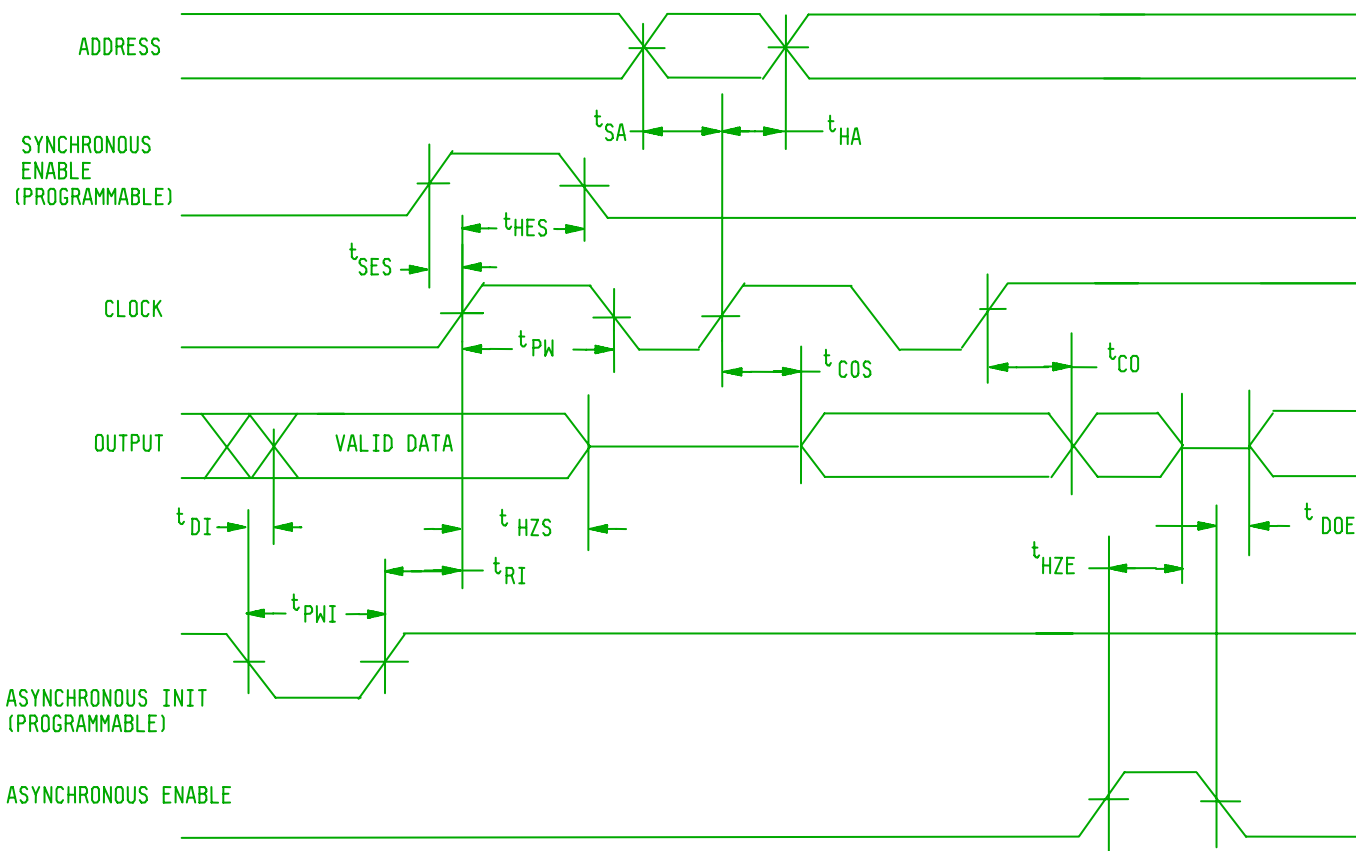 ADDRESS
tSA
tHA
SYNCHRONOUS
ENABLE
(PROGRAMMABLE)
tHES
tSES
CLOCK
tPW
tCOS
tCO
OUTPUT
VALID DATA
tDI
tHZS
tDOE
tHZE
tRI
tPWI
ASYNCHRONOUS INIT
(PROGRAMMABLE)
ASYNCHRONOUS ENABLE